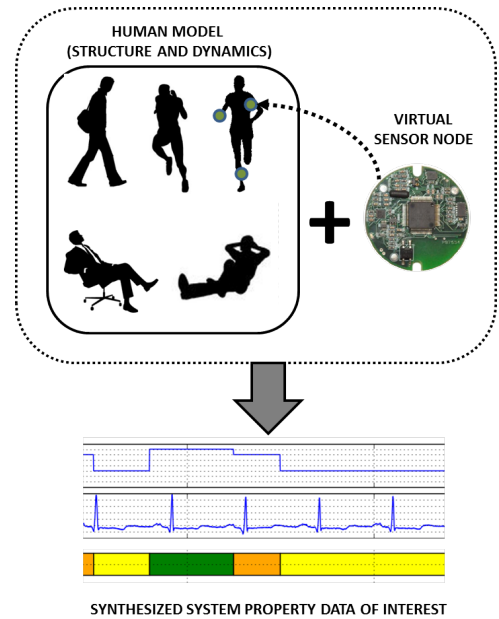 HUMAN MODEL
(STRUCTURE AND DYNAMICS)
VIRTUAL
SENSOR NODE
SYNTHESIZED SYSTEM PROPERTY DATA OF INTEREST